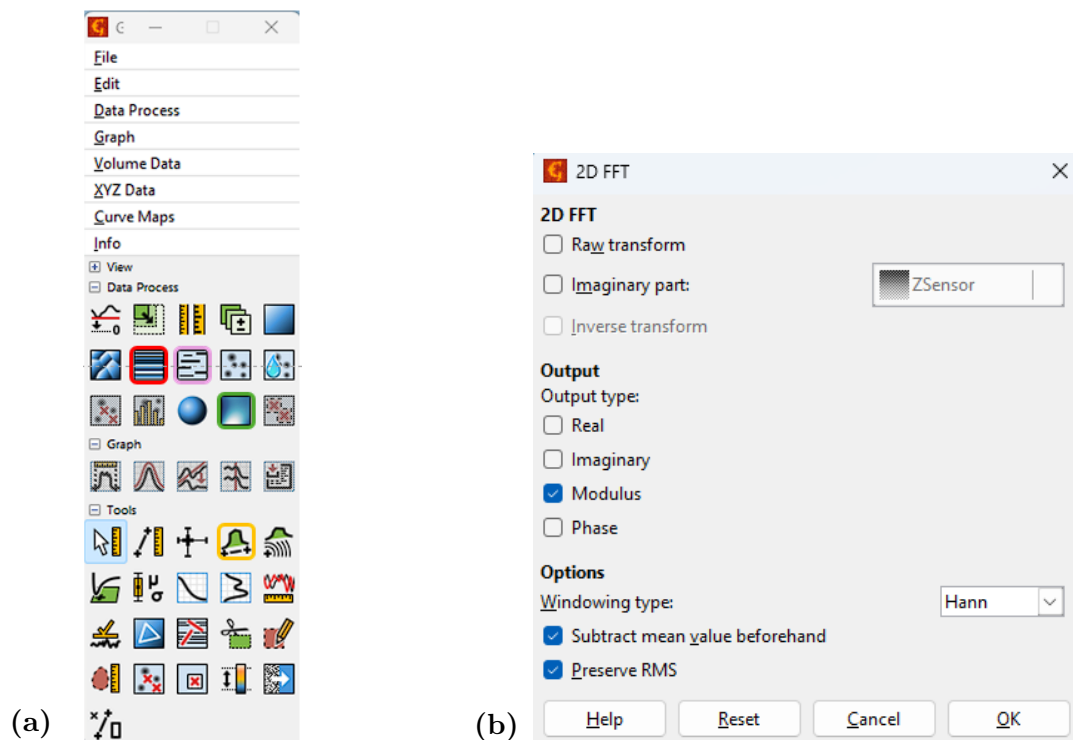 File
Edit
Data Process
Graph
Volume Data
XYZ Data
Curve Maps
Info
View
Data Process
Graph
Tools
(a)
2D FFT
2D FFT
Raw transform
Imaginary part:
ZSensor
Inverse transform
Output
Output type:
Real
Imaginary
Modulus
Phase
Options
Windowing type:
Hann
Subtract mean value beforehand
Preserve RMS
Help Reset Cancel OK
(b)